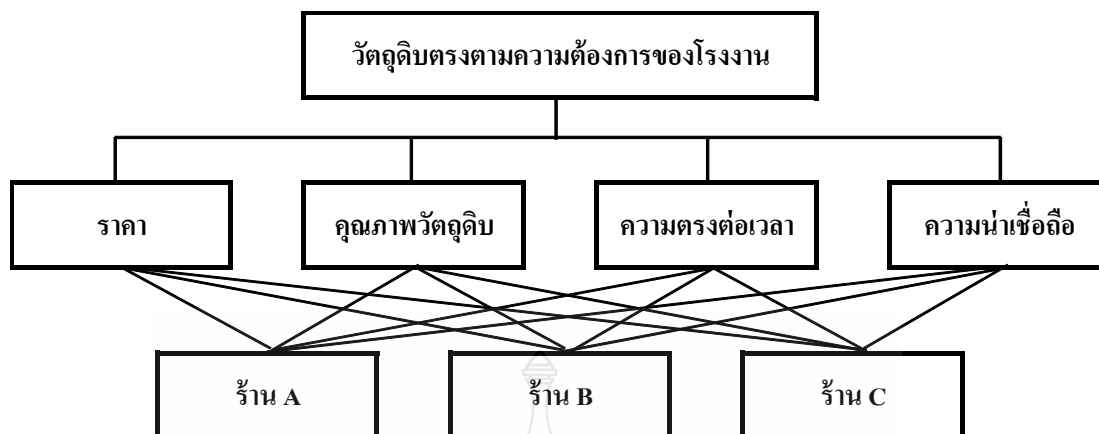 วัตถุดิบตรงตามความต้องการของโรงงาน
ราคา
คุณภาพวัตถุดิบ
ความตรงต่อเวลา
ความน่าเชื่อถือ
ร้าน A
ร้าน B
ร้าน C